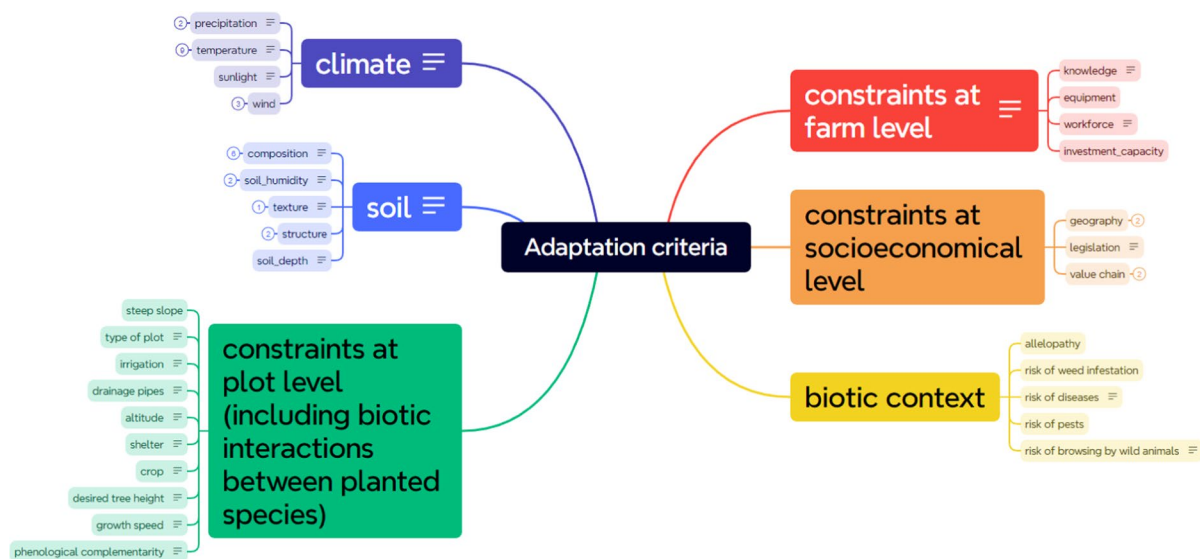 Adaptation criteria
climate
2
precipitation
9
temperature
sunlight
3
wind
soil
6
composition
2
soil_humidity
1
texture
2
structure
soil_depth
constraints at
plot level
(including biotic
interactions
between planted
species)
steep slope
type of plot
irrigation
drainage pipes
altitude
shelter
crop
desired tree height
growth speed
phenological complementarity
constraints at
farm level
knowledge
equipment
workforce
investment_capacity
constraints at
socioeconomical
level
geography
2
legislation
value chain
2
biotic context
allelopathy
risk of weed infestation
risk of diseases
risk of pests
risk of browsing by wild animals